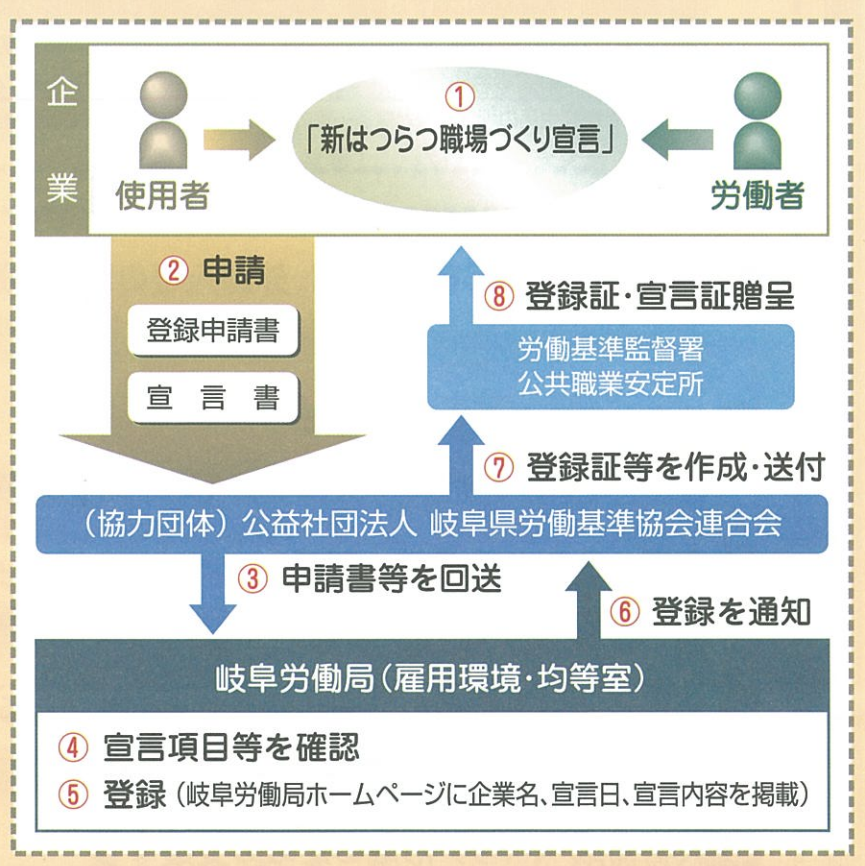 企業
①
「新はつらつ職場づくり宣言」
使用者
労働者
② 申請
登録申請書
宣言書
⑧ 登録証・宣言証贈呈
労働基準監督署
公共職業安定所
⑦ 登録証等を作成・送付
（協力団体）公益社団法人 岐阜県労働基準協会連合会
③ 申請書等を回送
⑥ 登録を通知
岐阜労働局（雇用環境・均等室）
④ 宣言項目等を確認
⑤ 登録（岐阜労働局ホームページに企業名、宣言日、宣言内容を掲載）